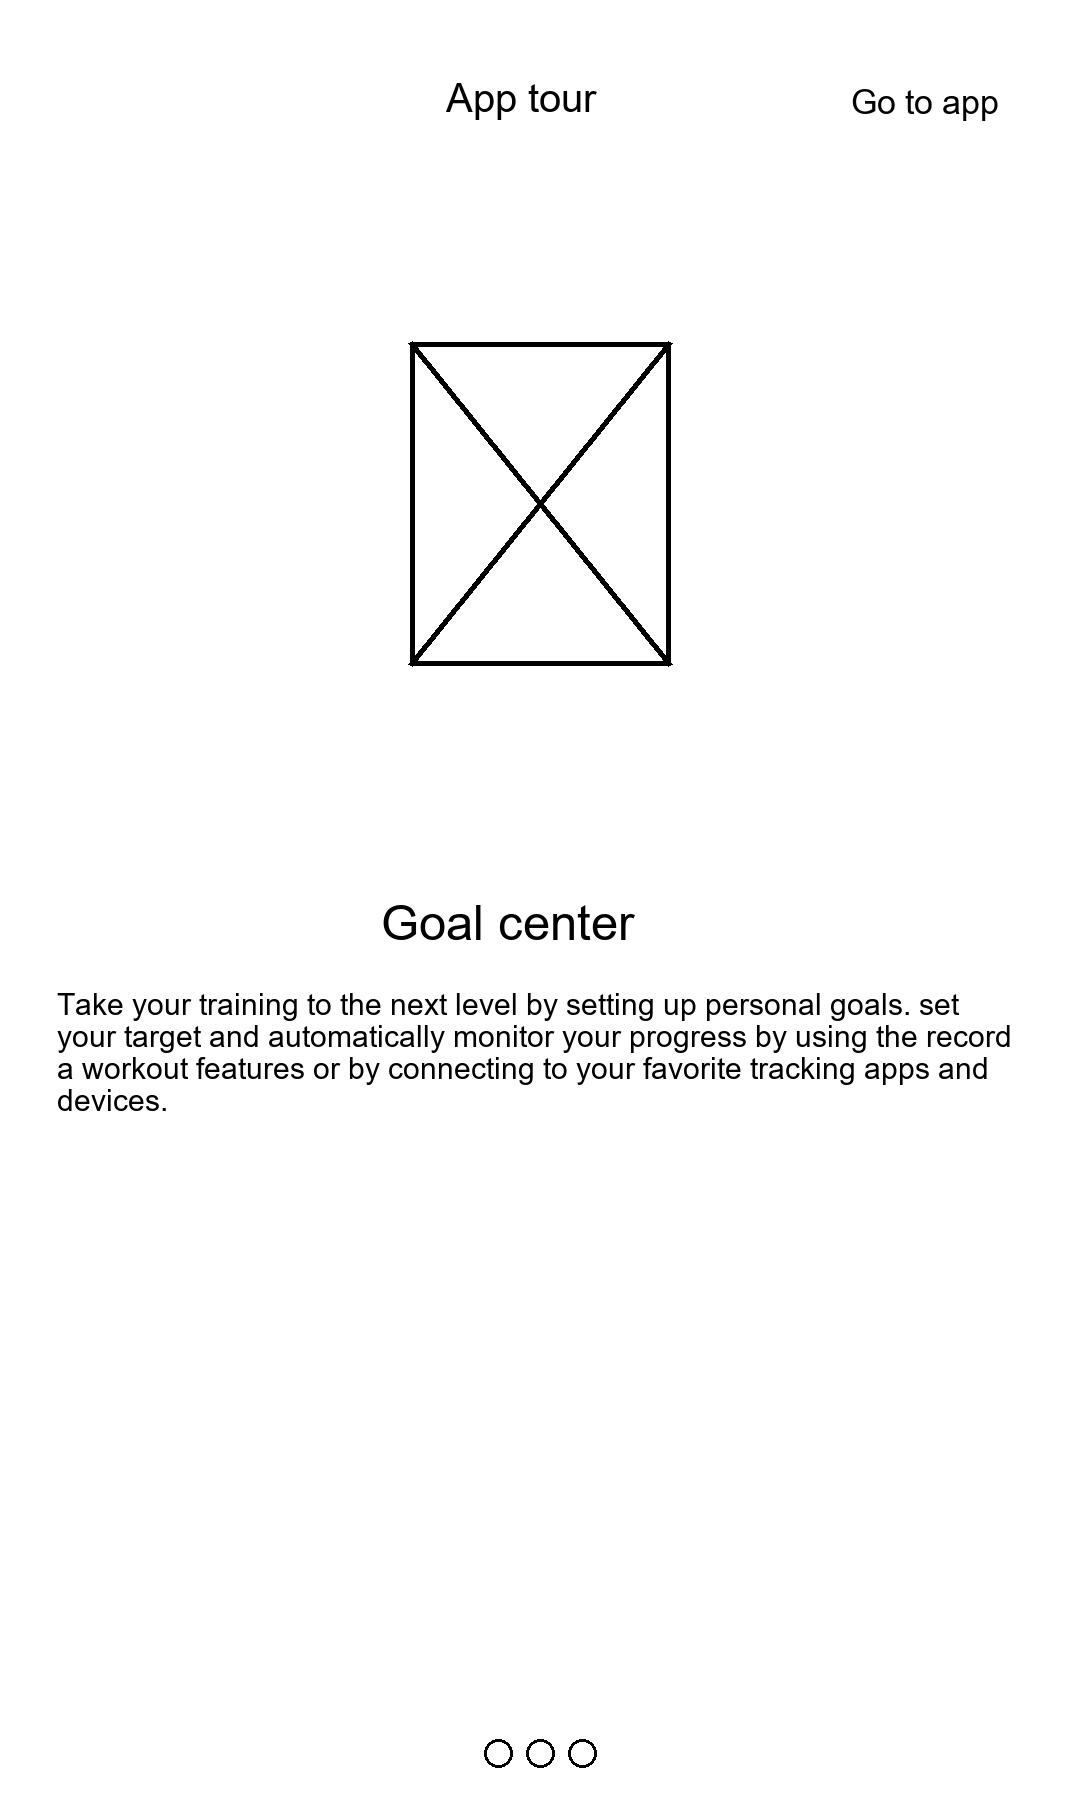 App tour
Go to app
Goal center
Take your training to the next level by setting up personal goals. set
your target and automatically monitor your progress by using the record
a workout features or by connecting to your favorite tracking apps and
devices.